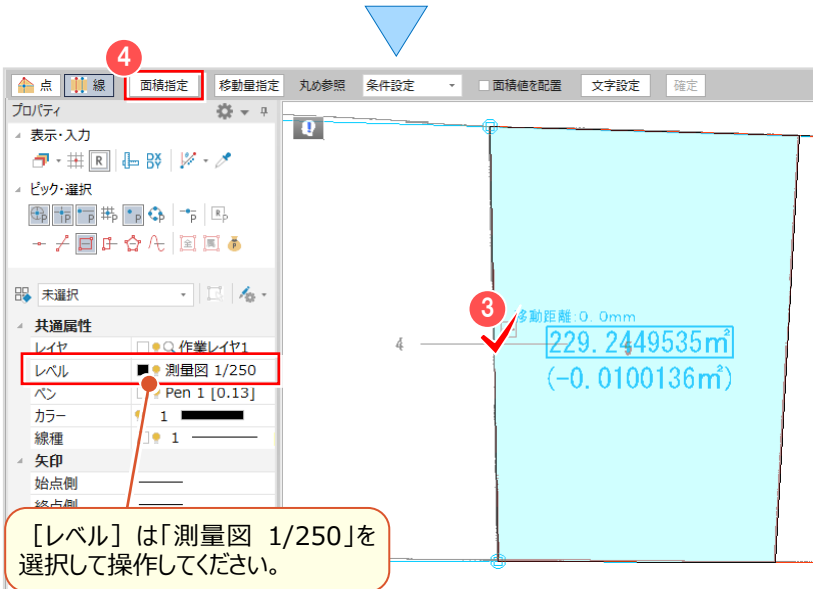 4
点 線 面積指定 移動量指定 丸め参照 条件設定 面積値を配置 文字設定 確定
プロパティ
表示・入力
R
ピック・選択
未選択
共通属性
レイヤ 作業レイヤ1
レベル 測量図 1/250
ペン Pen 1 [0.13]
カラー 1
線種 1
矢印
始点側
終点側
[レベル] は「測量図 1/250」を
選択して操作してください。
3
移動距離:0.0mm
4
229.2449535㎡
(-0.0100136㎡)